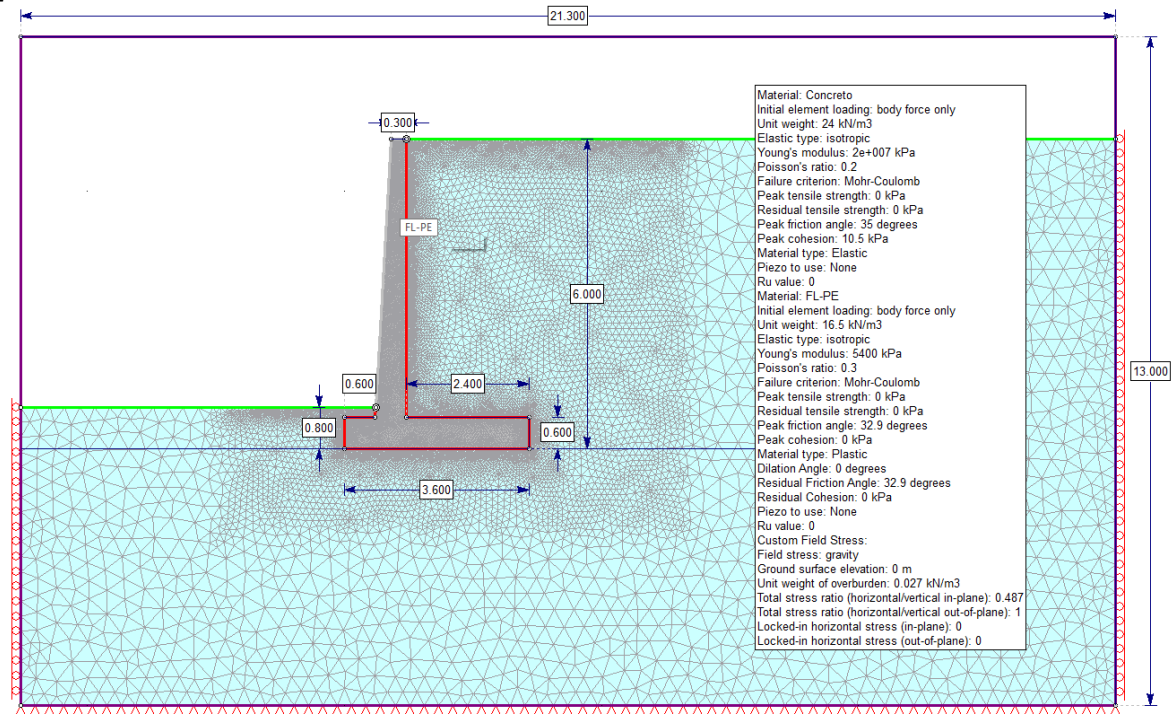 21.300
0.300
FL-PE
6.000
13.000
0.600
2.400
0.800
0.600
3.600
Material: Concreto
Initial element loading: body force only
Unit weight: 24 kN/m3
Elastic type: isotropic
Young's modulus: 2e+007 kPa
Poisson's ratio: 0.2
Failure criterion: Mohr-Coulomb
Peak tensile strength: 0 kPa
Residual tensile strength: 0 kPa
Peak friction angle: 35 degrees
Peak cohesion: 10.5 kPa
Material type: Elastic
Piezo to use: None
Ru value: 0
Material: FL-PE
Initial element loading: body force only
Unit weight: 16.5 kN/m3
Elastic type: isotropic
Young's modulus: 5400 kPa
Poisson's ratio: 0.3
Failure criterion: Mohr-Coulomb
Peak tensile strength: 0 kPa
Residual tensile strength: 0 kPa
Peak friction angle: 32.9 degrees
Peak cohesion: 0 kPa
Material type: Plastic
Dilation Angle: 0 degrees
Residual Friction Angle: 32.9 degrees
Residual Cohesion: 0 kPa
Piezo to use: None
Ru value: 0
Custom Field Stress:
Field stress: gravity
Ground surface elevation: 0 m
Unit weight of overburden: 0.027 kN/m3
Total stress ratio (horizontal/vertical in-plane): 0.487
Total stress ratio (horizontal/vertical out-of-plane): 1
Locked-in horizontal stress (in-plane): 0
Locked-in horizontal stress (out-of-plane): 0